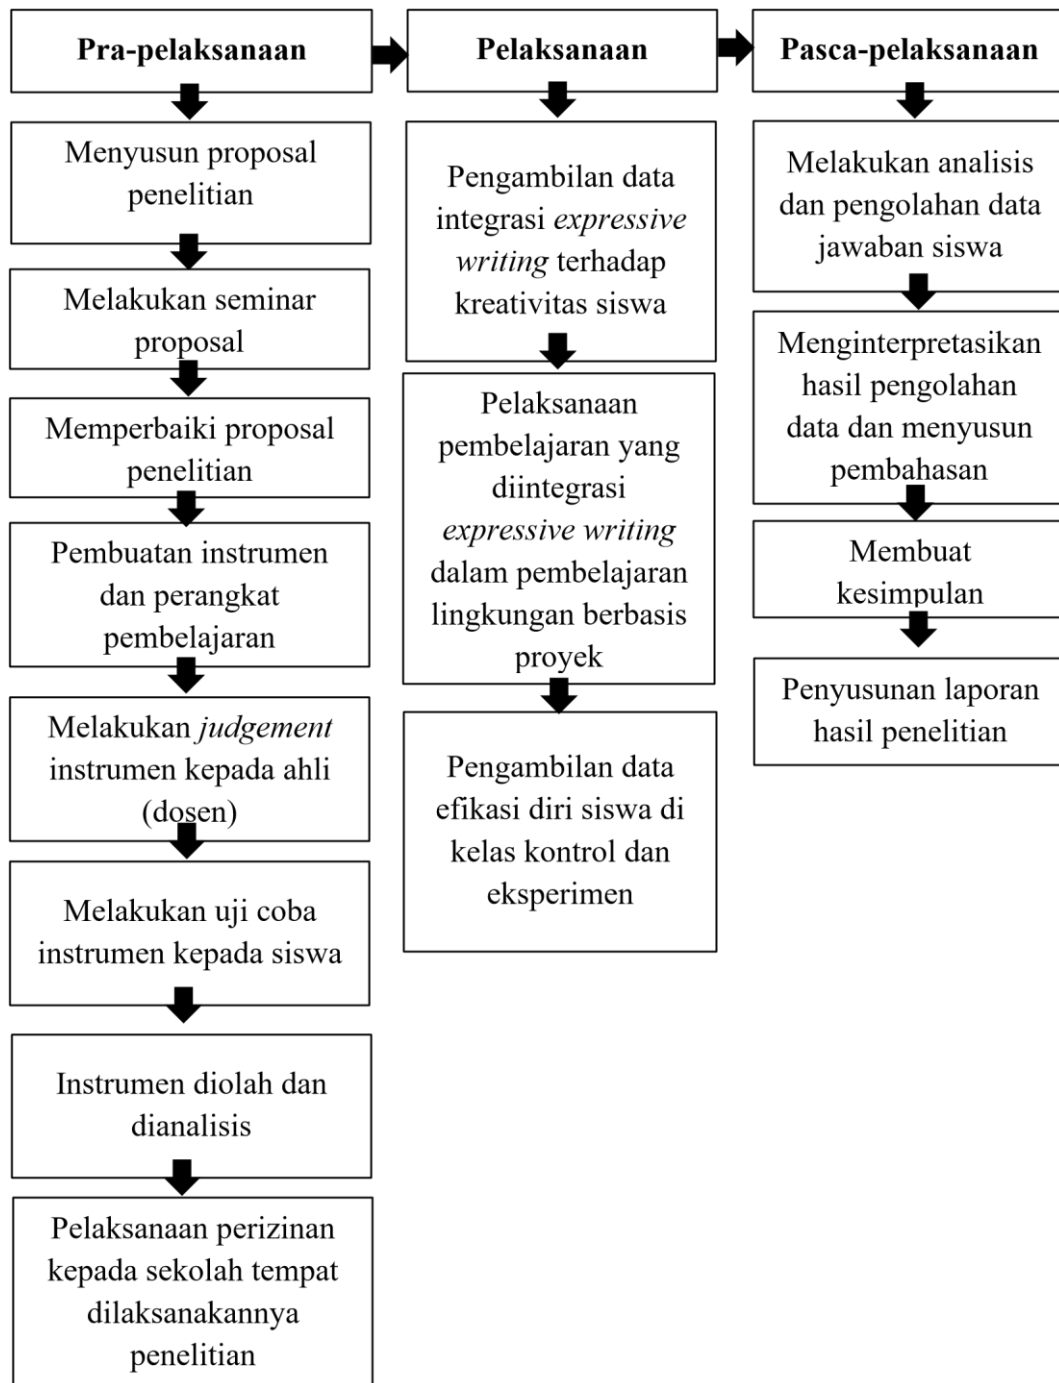 Pra-pelaksanaan
Menyusun proposal
penelitian
Melakukan seminar
proposal
Memperbaiki proposal
penelitian
Pembuatan instrumen
dan perangkat
pembelajaran
Melakukan judgement
instrumen kepada ahli
(dosen)
Melakukan uji coba
instrumen kepada siswa
Instrumen diolah dan
dianalisis
Pelaksanaan perizinan
kepada sekolah tempat
dilaksanakannya
penelitian
Pelaksanaan
Pengambilan data
integrasi expressive
writing terhadap
kreativitas siswa
Pelaksanaan
pembelajaran yang
diintegrasi
expressive writing
dalam pembelajaran
lingkungan berbasis
proyek
Pengambilan data
efikasi diri siswa di
kelas kontrol dan
eksperimen
Pasca-pelaksanaan
Melakukan analisis
dan pengolahan data
jawaban siswa
Menginterpretasikan
hasil pengolahan
data dan menyusun
pembahasan
Membuat
kesimpulan
Penyusunan laporan
hasil penelitian